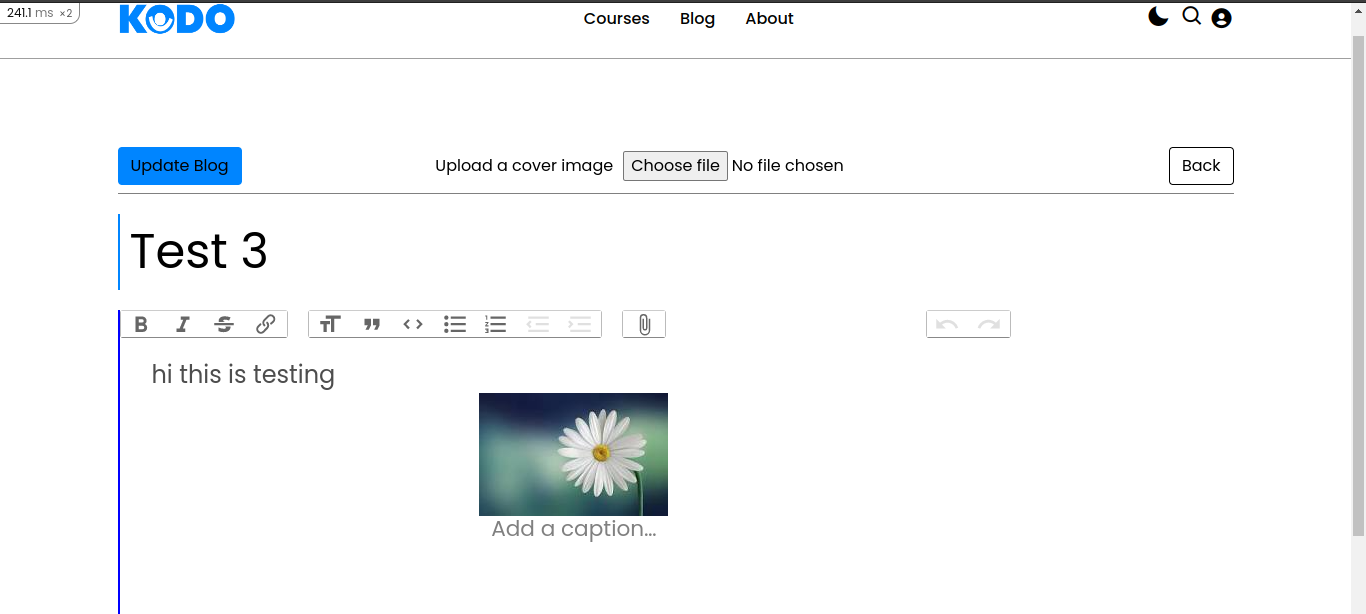 241.1 ms ×2
KODO
Courses Blog About
Update Blog Upload a cover image Choose file No file chosen Back
Test 3
hi this is testing
Add a caption…